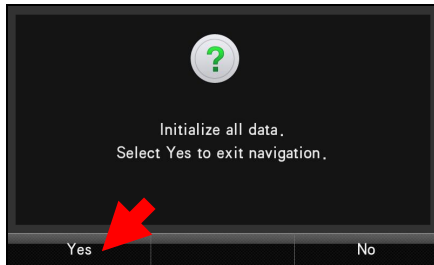 ?
Initialize all data.
Select Yes to exit navigation.
Yes No